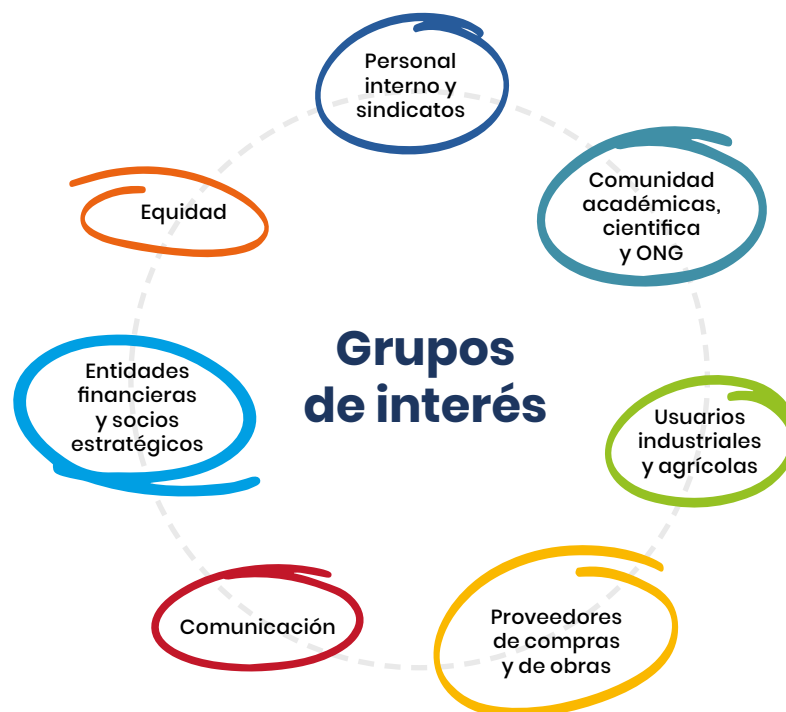 Personal
interno y
sindicatos
Comunidad
académicas,
científica
y ONG
Equidad
Grupos
de interés
Entidades
financieras
y socios
estratégicos
Usuarios
industriales
y agrícolas
Comunicación
Proveedores
de compras
y de obras